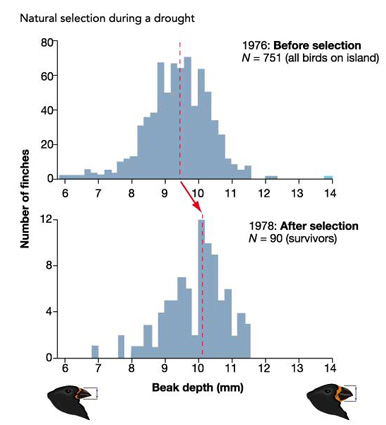 Natural selection during a drought
1976: Before selection
N = 751 (all birds on island)
80
60
40
20
0
6 7 8 9 10 11 12 13 14
Number of finches
1978: After selection
N = 90 (survivors)
12
8
4
0
6 7 8 9 10 11 12 13 14
Beak depth (mm)